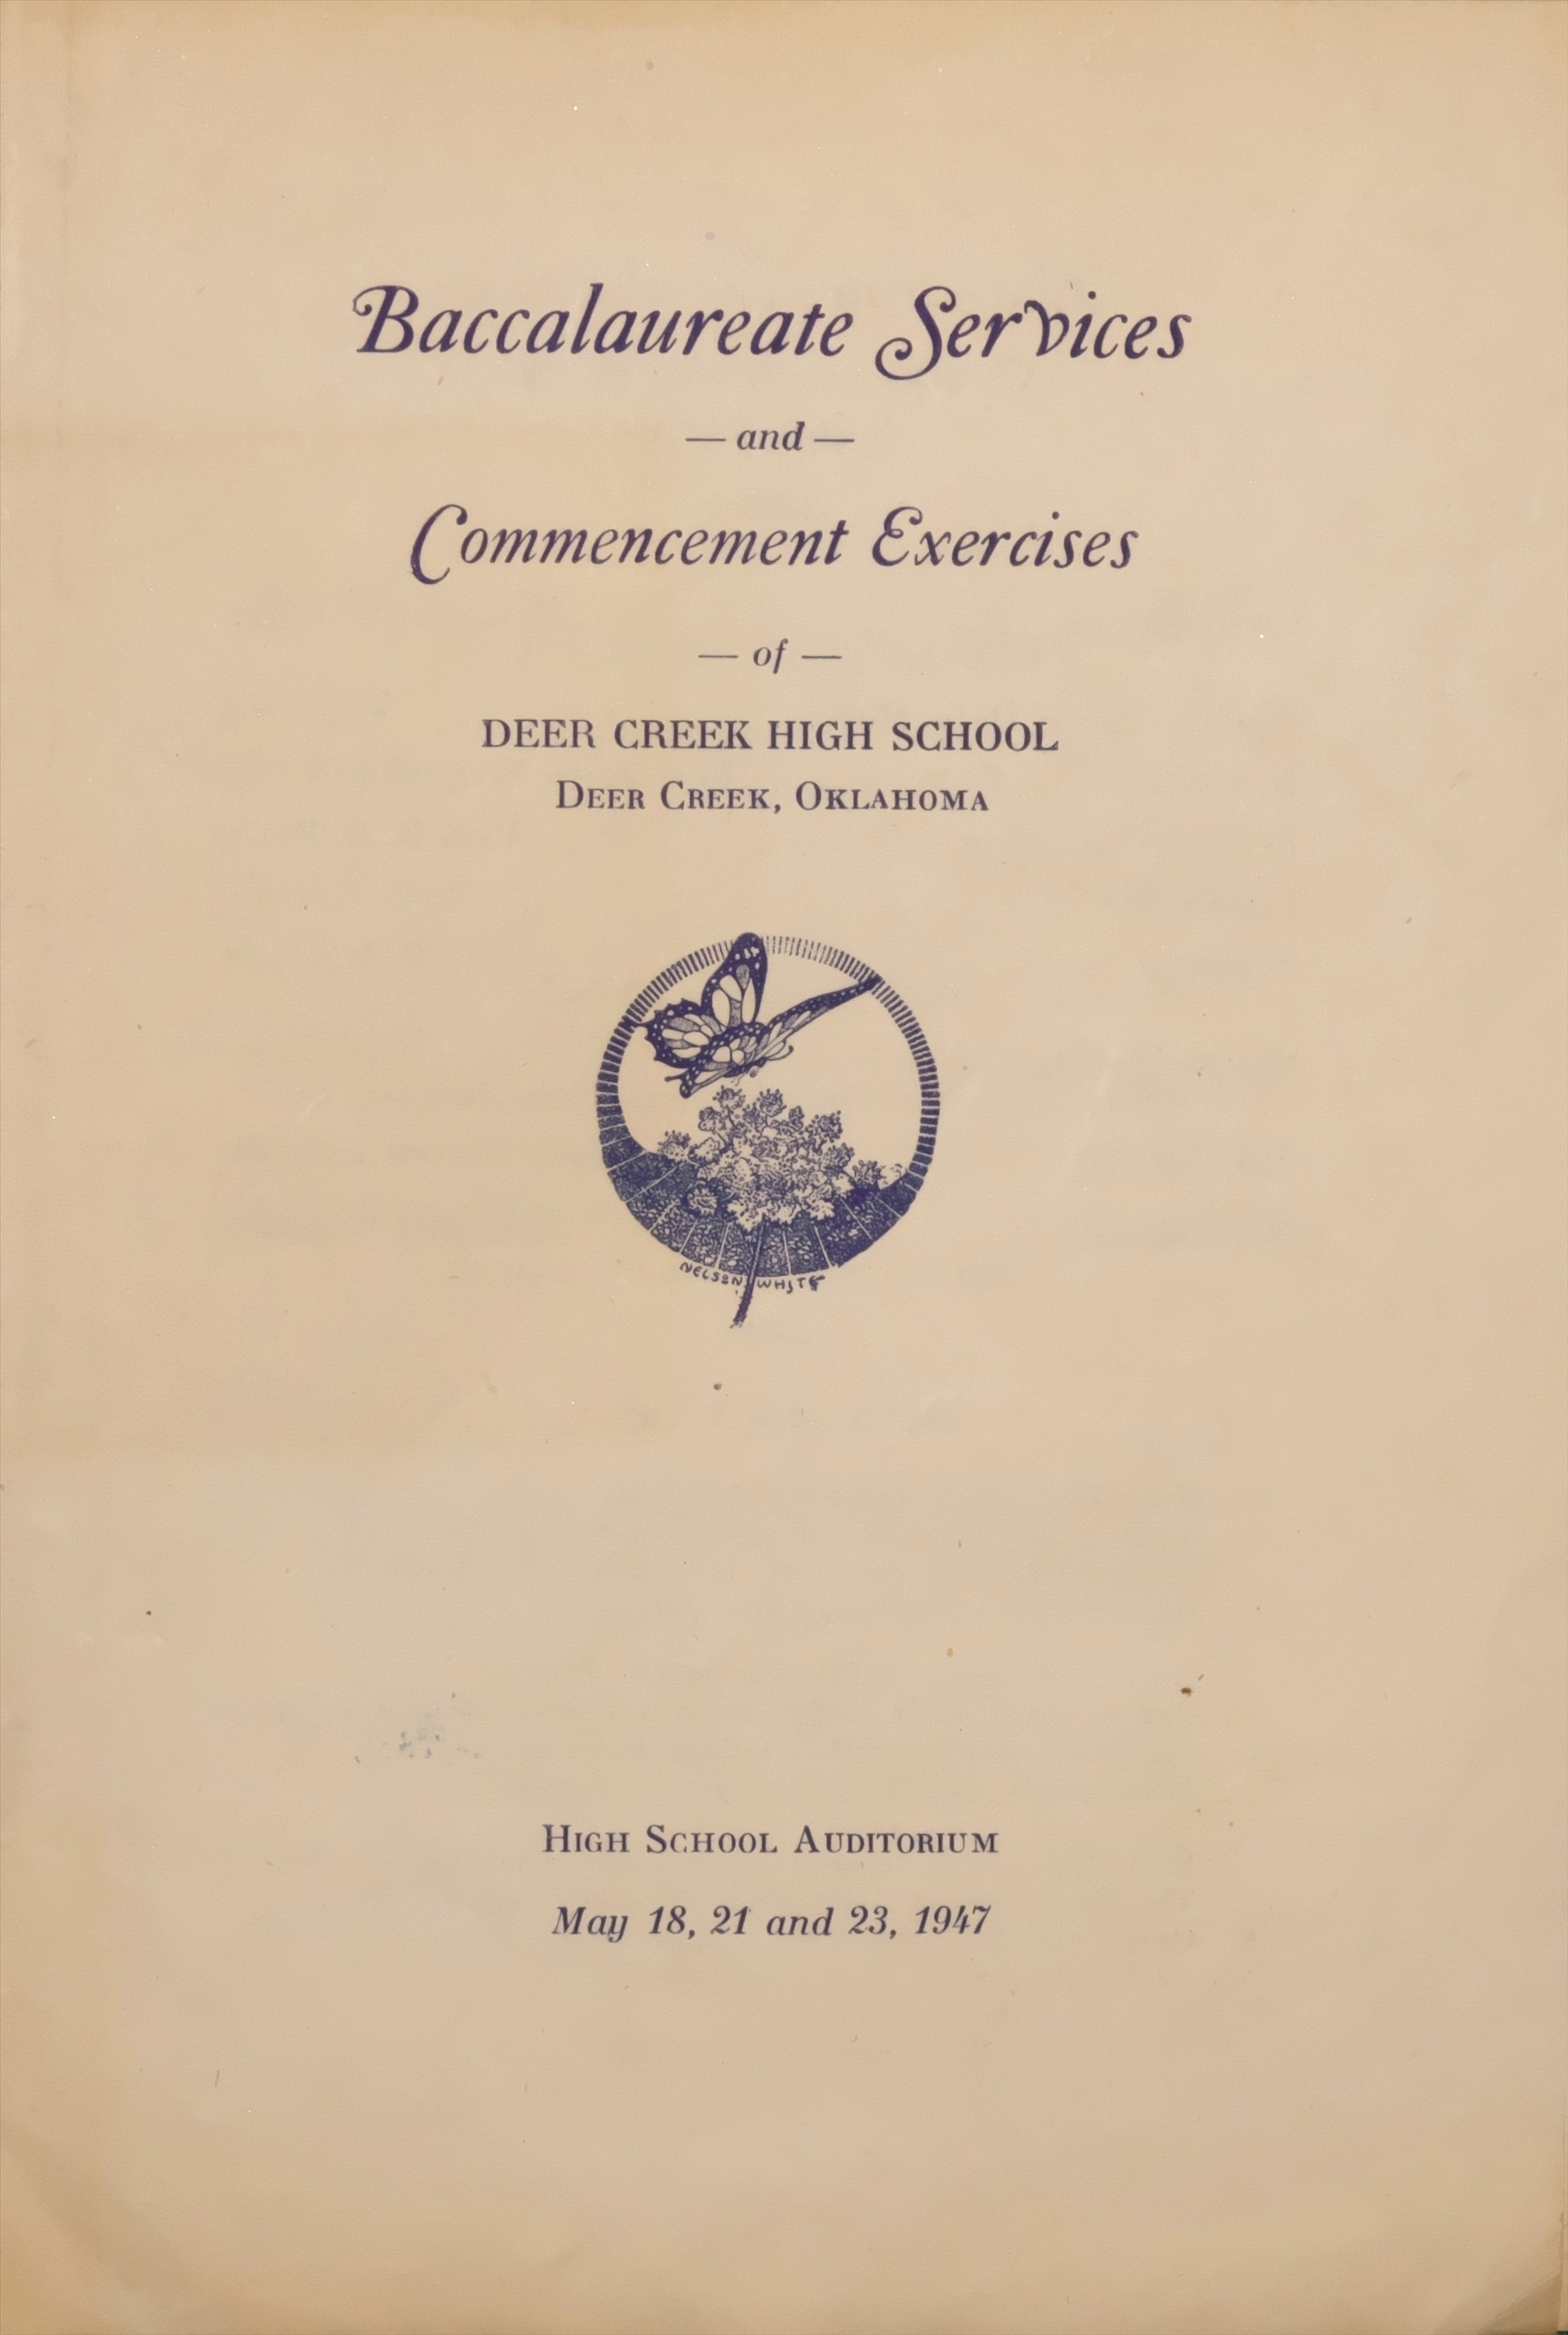 Baccalaureate Services
— and —
Commencement Exercises
— of —
DEER CREEK HIGH SCHOOL
DEER CREEK, OKLAHOMA
NELSON WHITE
HIGH SCHOOL AUDITORIUM
May 18, 21 and 23, 1947